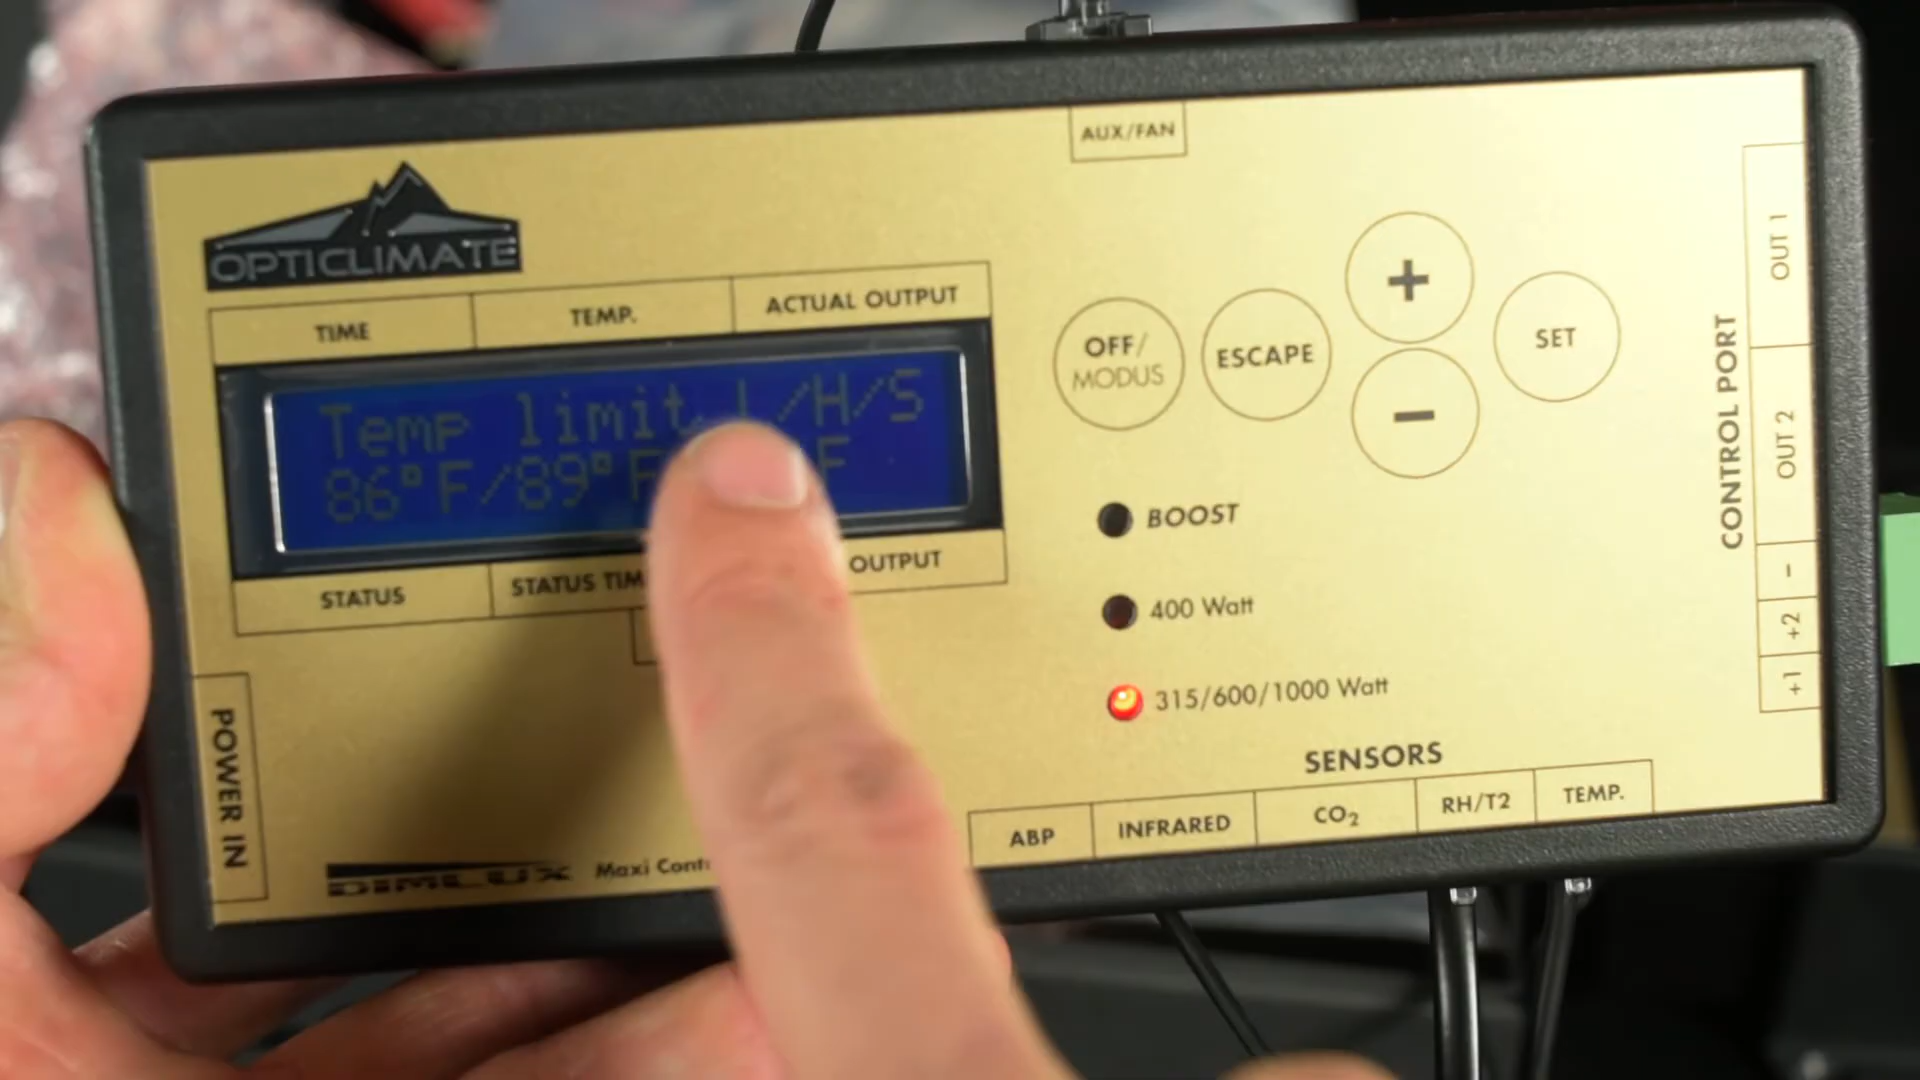 AUX/FAN
OPTICLIMATE
TIME
TEMP.
ACTUAL OUTPUT
Temp limit L/H/S
86°F/89°F
F
STATUS
OUTPUT
OFF/
MODUS
ESCAPE
+
-
SET
BOOST
400 Watt
315/600/1000 Watt
CONTROL PORT
OUT 1
OUT 2
-
+2
+1
POWER IN
DIMLUX
Maxi
SENSORS
ABP
INFRARED
CO₂
RH/T2
TEMP.